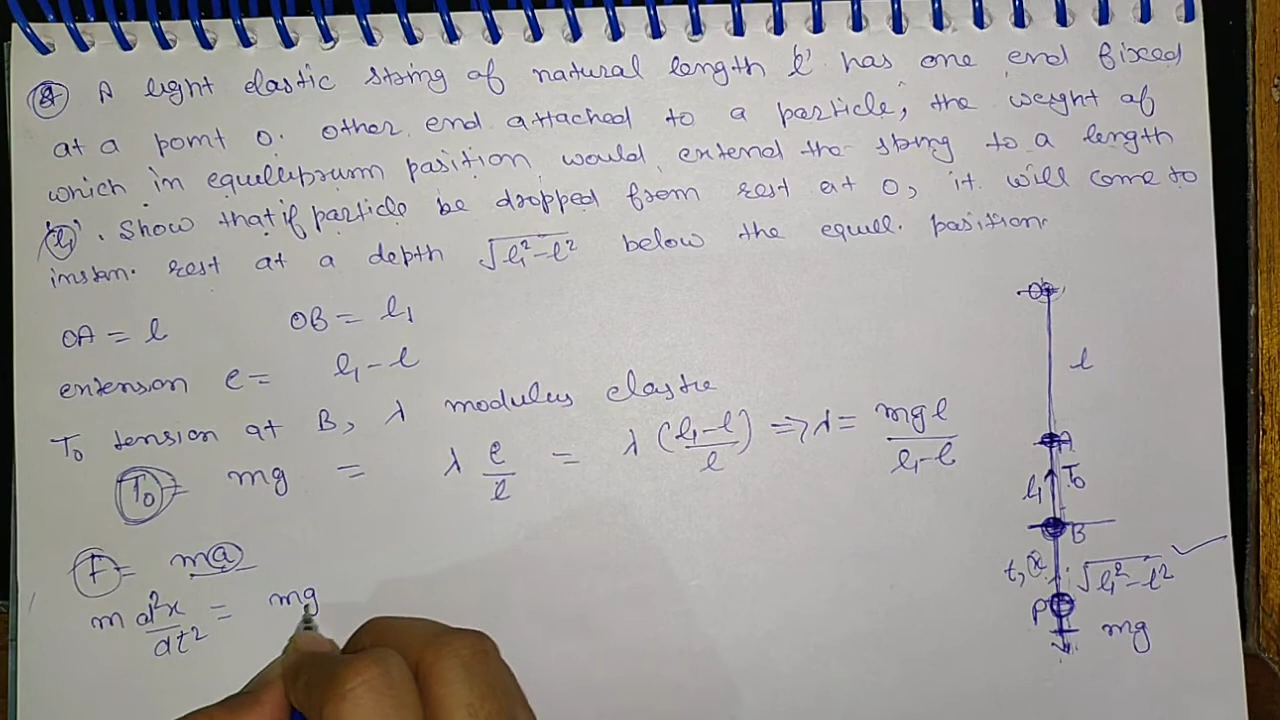 Q A light elastic string of natural length 'l' has one end fixed
at a point O. Other end attached to a particle, the weight of
which in equilibrium position would extend the string to a length
'l₁'. Show that if particle be dropped from rest at O, it will come to
instan. rest at a depth √l₁²-l² below the equil. position.
OA = l OB = l₁
extension e = l₁ - l
T₀ tension at B, λ modulus elastic
T₀ = mg = λ e/l = λ (l₁-l/l) => λ = mgl/l₁-l
F = ma
m d²x/dt² = mg
O
l
A
l₁ T₀
B
t, x √l₁²-l²
P
mg